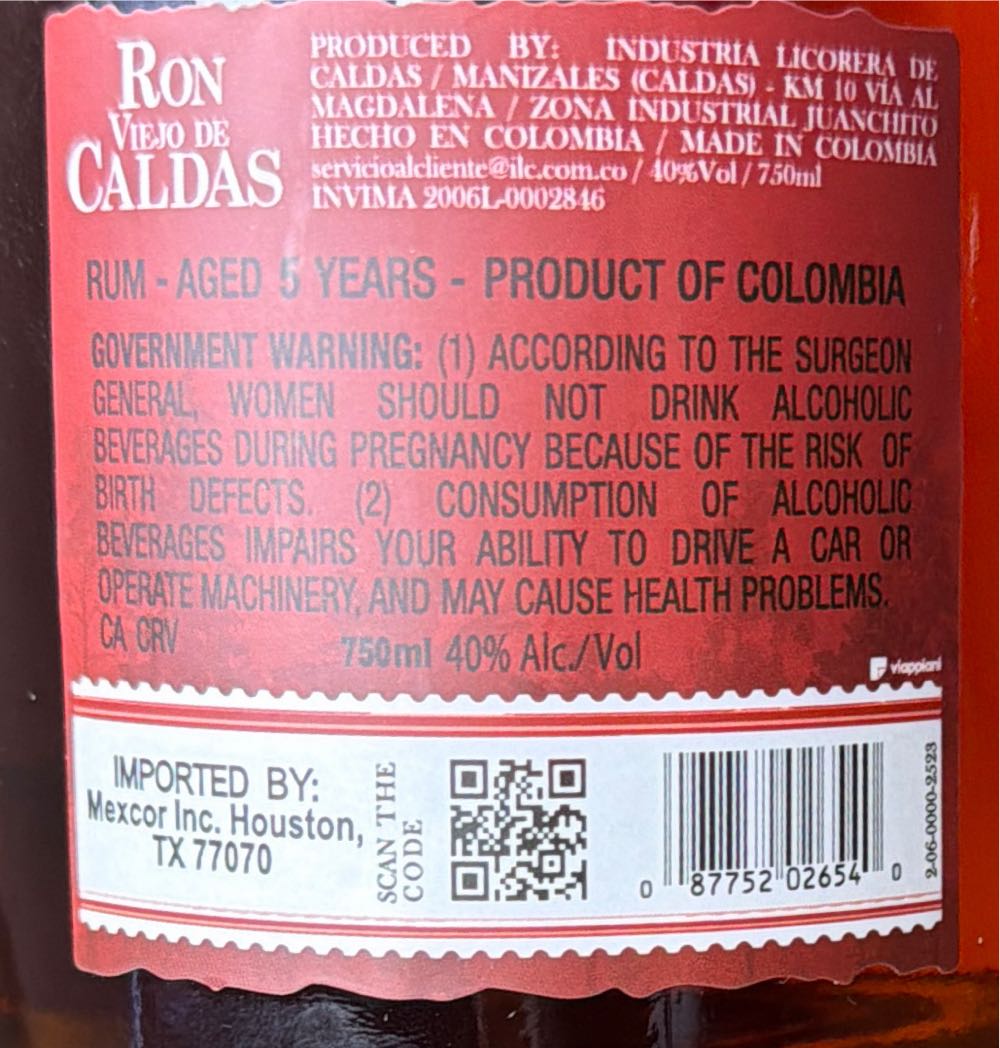 RON
VIEJO DE
CALDAS
PRODUCED BY: INDUSTRIA LICORERA DE
CALDAS / MANIZALES (CALDAS) - KM 10 VÍA AL
MAGDALENA / ZONA INDUSTRIAL JUANCHITO
HECHO EN COLOMBIA / MADE IN COLOMBIA
servicioalcliente@ilc.com.co / 40%Vol / 750ml
INVIMA 2006L-0002846
RUM - AGED 5 YEARS - PRODUCT OF COLOMBIA
GOVERNMENT WARNING: (1) ACCORDING TO THE SURGEON
GENERAL, WOMEN SHOULD NOT DRINK ALCOHOLIC
BEVERAGES DURING PREGNANCY BECAUSE OF THE RISK OF
BIRTH DEFECTS. (2) CONSUMPTION OF ALCOHOLIC
BEVERAGES IMPAIRS YOUR ABILITY TO DRIVE A CAR OR
OPERATE MACHINERY, AND MAY CAUSE HEALTH PROBLEMS.
CA CRV
750ml 40% Alc./Vol
viappiani
IMPORTED BY:
Mexcor Inc. Houston,
TX 77070
SCAN THE
CODE
0 87752 02654 0
2-06-0000-2523